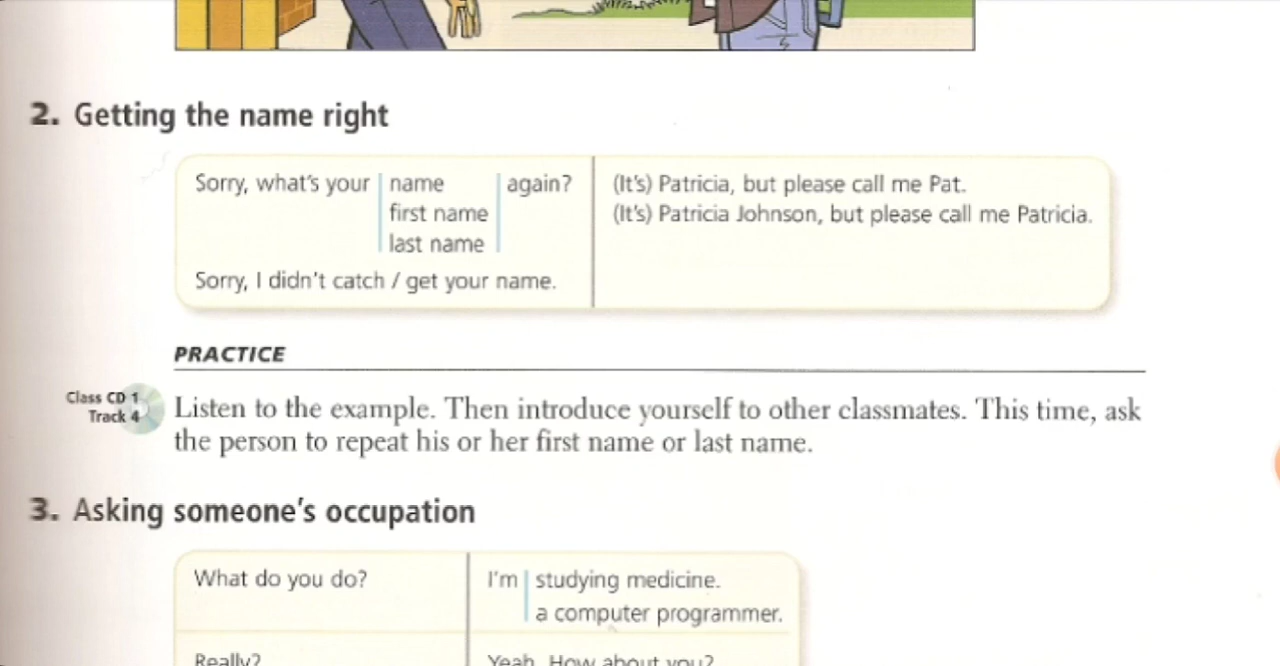 2. Getting the name right
Sorry, what's your name again?
first name
last name
Sorry, I didn't catch / get your name.
(It's) Patricia, but please call me Pat.
(It's) Patricia Johnson, but please call me Patricia.
PRACTICE
Class CD 1
Track 4
Listen to the example. Then introduce yourself to other classmates. This time, ask
the person to repeat his or her first name or last name.
3. Asking someone's occupation
What do you do?
I'm studying medicine.
a computer programmer.
Really?
Yeah. How about you?